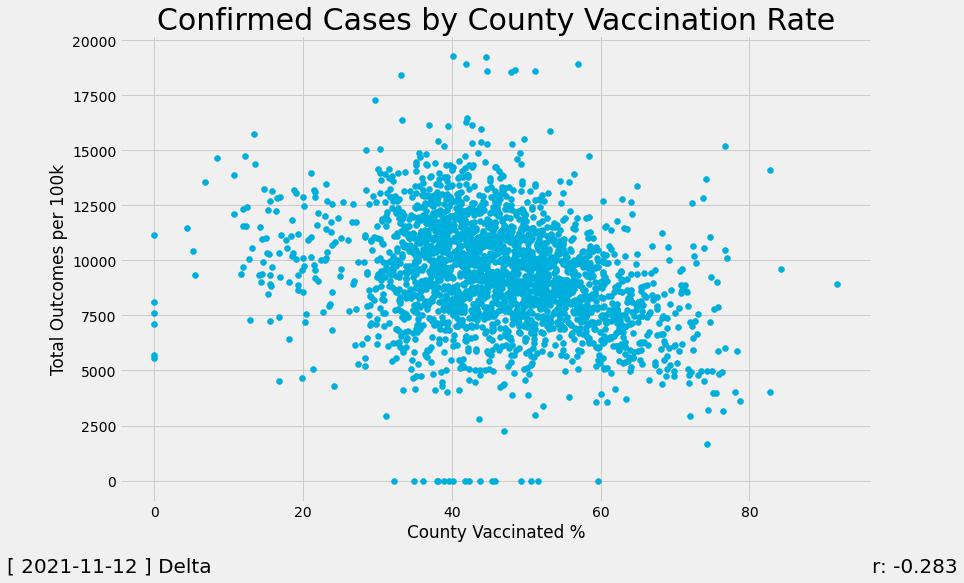 Confirmed Cases by County Vaccination Rate
20000
17500
15000
12500
10000
7500
5000
2500
0
Total Outcomes per 100k
0 20 40 60 80
County Vaccinated %
[ 2021-11-12 ] Delta
r: -0.283